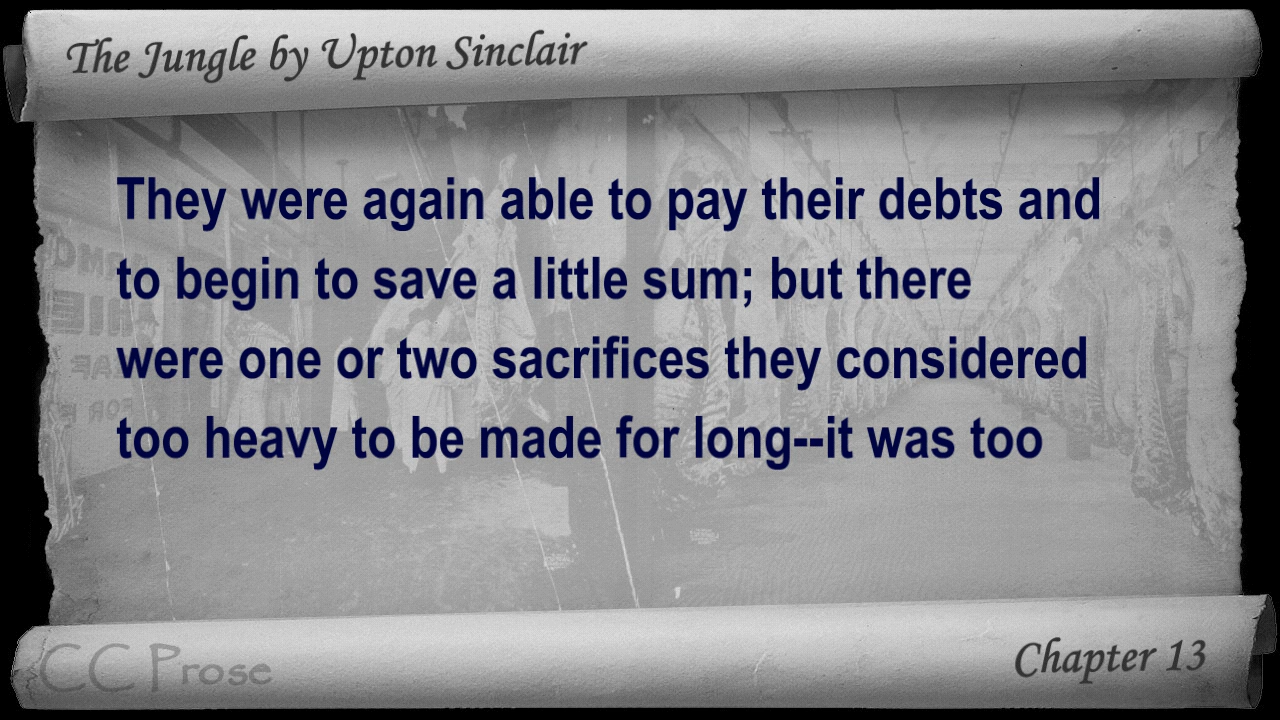 The Jungle by Upton Sinclair
They were again able to pay their debts and
to begin to save a little sum; but there
were one or two sacrifices they considered
too heavy to be made for long--it was too
CC Prose
Chapter 13